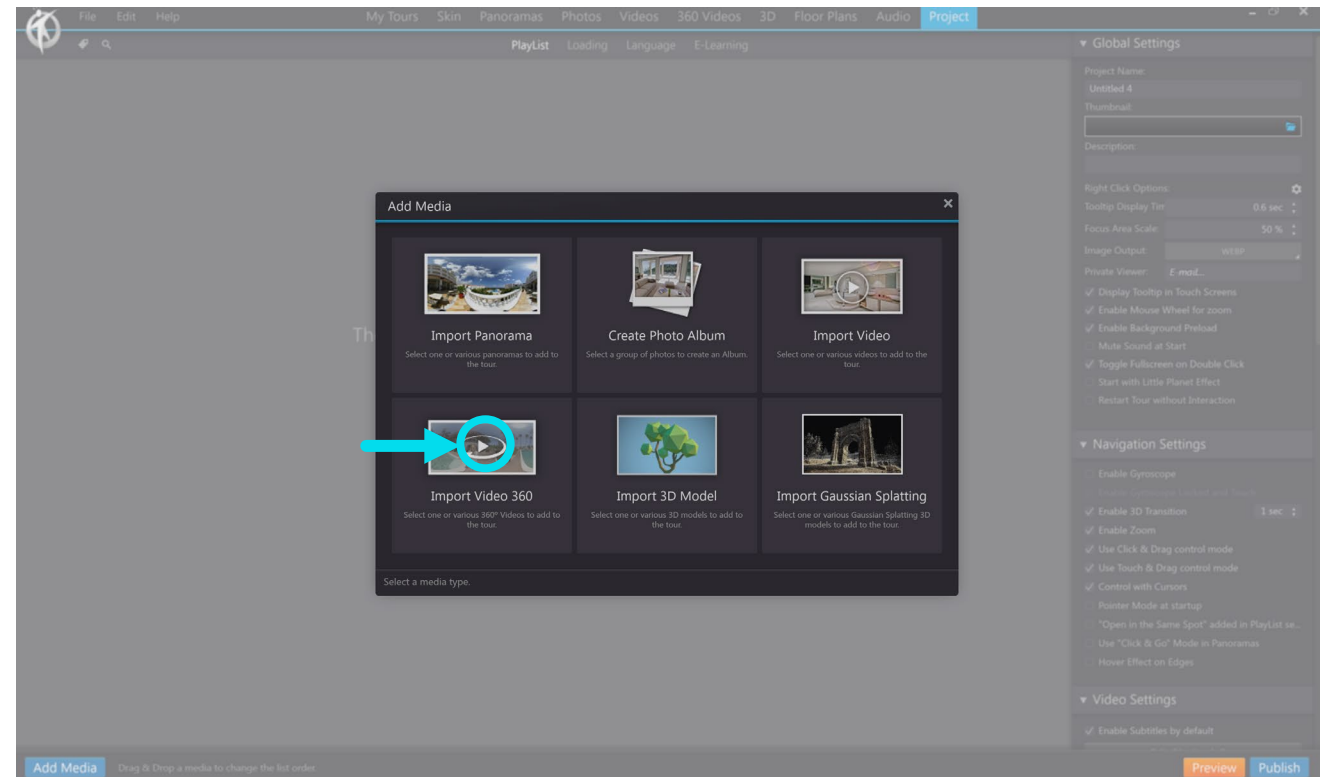 File Edit Help My Tours Skin Panoramas Photos Videos 360 Videos 3D Floor Plans Audio Project
PlayList Loading Language E-Learning
Global Settings
Project Name:
Untitled 4
Thumbnail:
Description:
Right Click Options:
Tooltip Display Tim 0.6 sec
Focus Area Scale: 50 %
Image Output: WEBP
Private Viewer: E-mail...
Display Tooltip in Touch Screens
Enable Mouse Wheel for zoom
Enable Background Preload
Mute Sound at Start
Toggle Fullscreen on Double Click
Start with Little Planet Effect
Restart Tour without Interaction
Navigation Settings
Enable Gyroscope
Enable 3D Transition 1 sec
Enable Zoom
Use Click & Drag control mode
Use Touch & Drag control mode
Control with Cursors
Pointer Mode at startup
"Open in the Same Spot" added in PlayList se...
Use "Click & Go" Mode in Panoramas
Hover Effect on Edges
Video Settings
Enable Subtitles by default
Th
Add Media
Import Panorama
Select one or various panoramas to add to
the tour.
Create Photo Album
Select a group of photos to create an Album.
Import Video
Select one or various videos to add to the
tour.
Import Video 360
Select one or various 360º Videos to add to
the tour.
Import 3D Model
Select one or various 3D models to add to
the tour.
Import Gaussian Splatting
Select one or various Gaussian Splatting 3D
models to add to the tour.
Select a media type.
Add Media Drag & Drop a media to change the list order. Preview Publish